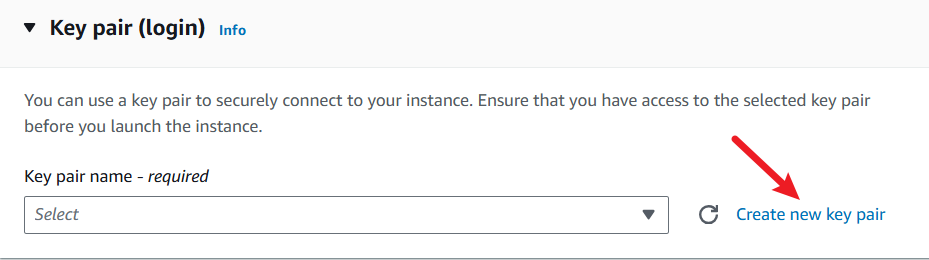 Key pair (login) Info
You can use a key pair to securely connect to your instance. Ensure that you have access to the selected key pair
before you launch the instance.
Key pair name - required
Select
Create new key pair